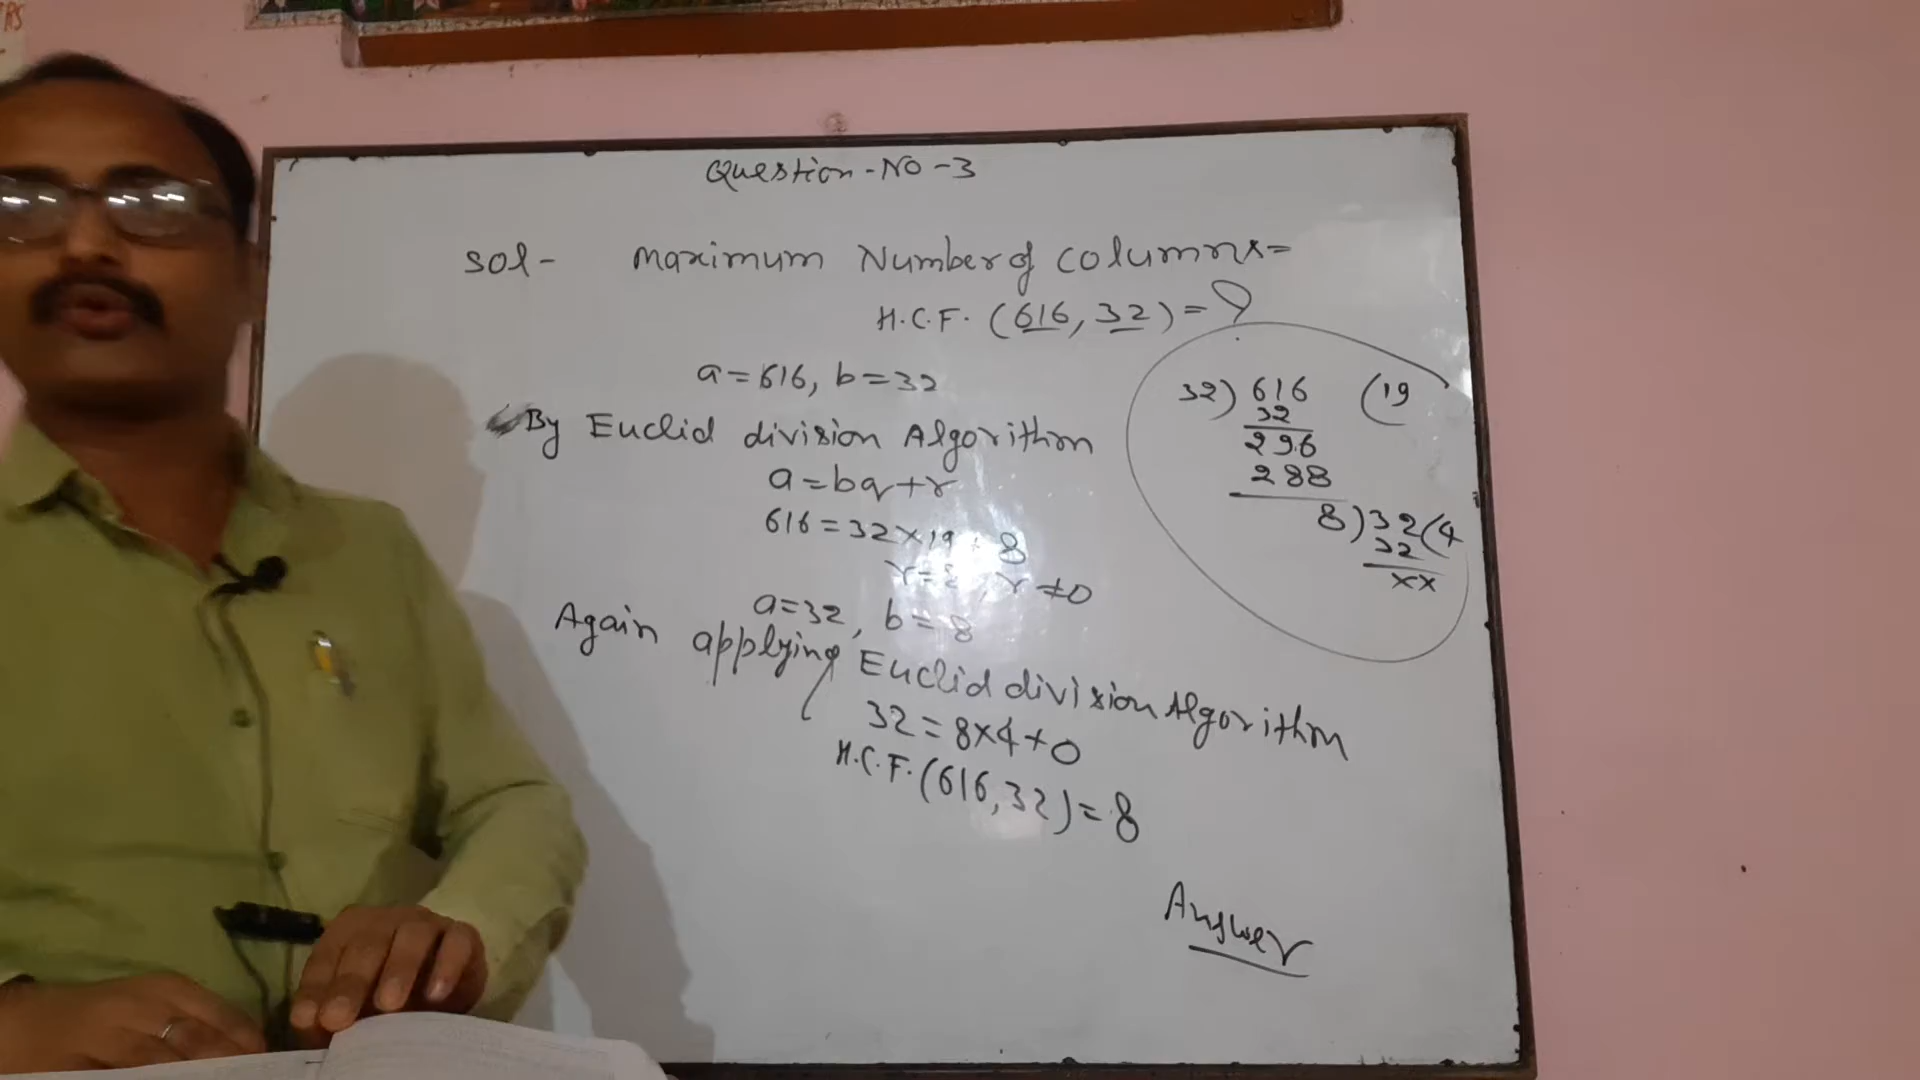 Question-No-3
Sol- Maximum Number of columns=
H.C.F. (616, 32) = ?
a=616, b=32
By Euclid division Algorithm
a=bq+r
616=32×19+8
r=8, r≠0
a=32, b=8
Again applying Euclid division Algorithm
32=8×4+0
H.C.F.(616,32)=8
Answer
32) 616 (19
32
296
288
8)32(4
32
××